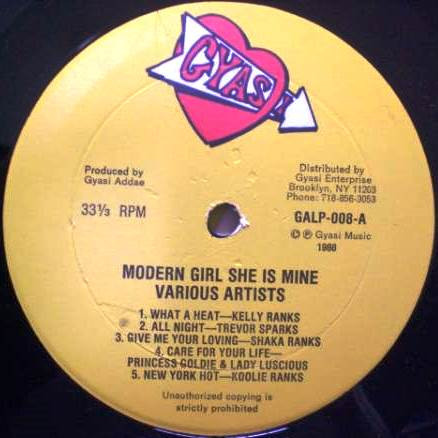 GYASI
Produced by
Gyasi Addae
33⅓ RPM
Distributed by
Gyasi Enterprise
Brooklyn, NY 11203
Phone: 718-856-3053
GALP-008-A
© ℗ Gyasi Music
1988
MODERN GIRL SHE IS MINE
VARIOUS ARTISTS
1. WHAT A HEAT—KELLY RANKS
2. ALL NIGHT—TREVOR SPARKS
3. GIVE ME YOUR LOVING—SHAKA RANKS
4. CARE FOR YOUR LIFE—
PRINCESS GOLDIE & LADY LUSCIOUS
5. NEW YORK HOT—KOOLIE RANKS
Unauthorized copying is
strictly prohibited